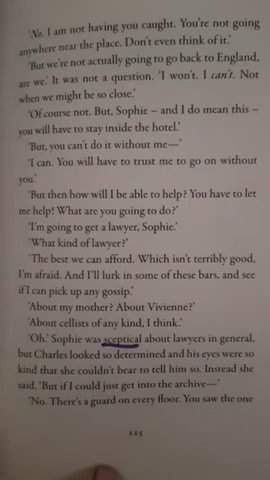 'No. I am not having you caught. You're not going
anywhere near the place. Don't even think of it.'
'But we're not actually going to go back to England,
are we.' It was not a question. 'I won't. I can't. Not
when we might be so close.'
'Of course not. But, Sophie – and I do mean this –
you will have to stay inside the hotel.'
'But, you can't do it without me—'
'I can. You will have to trust me to go on without
you.'
'But then how will I be able to help? You have to let
me help! What are you going to do?'
'I'm going to get a lawyer, Sophie.'
'What kind of lawyer?'
'The best we can afford. Which isn't terribly good,
I'm afraid. And I'll lurk in some of these bars, and see
if I can pick up any gossip.'
'About my mother? About Vivienne?'
'About cellists of any kind, I think.'
'Oh.' Sophie was sceptical about lawyers in general,
but Charles looked so determined and his eyes were so
kind that she couldn't bear to tell him so. Instead she
said, 'But if I could just get into the archive—'
'No. There's a guard on every floor. You saw the one
125